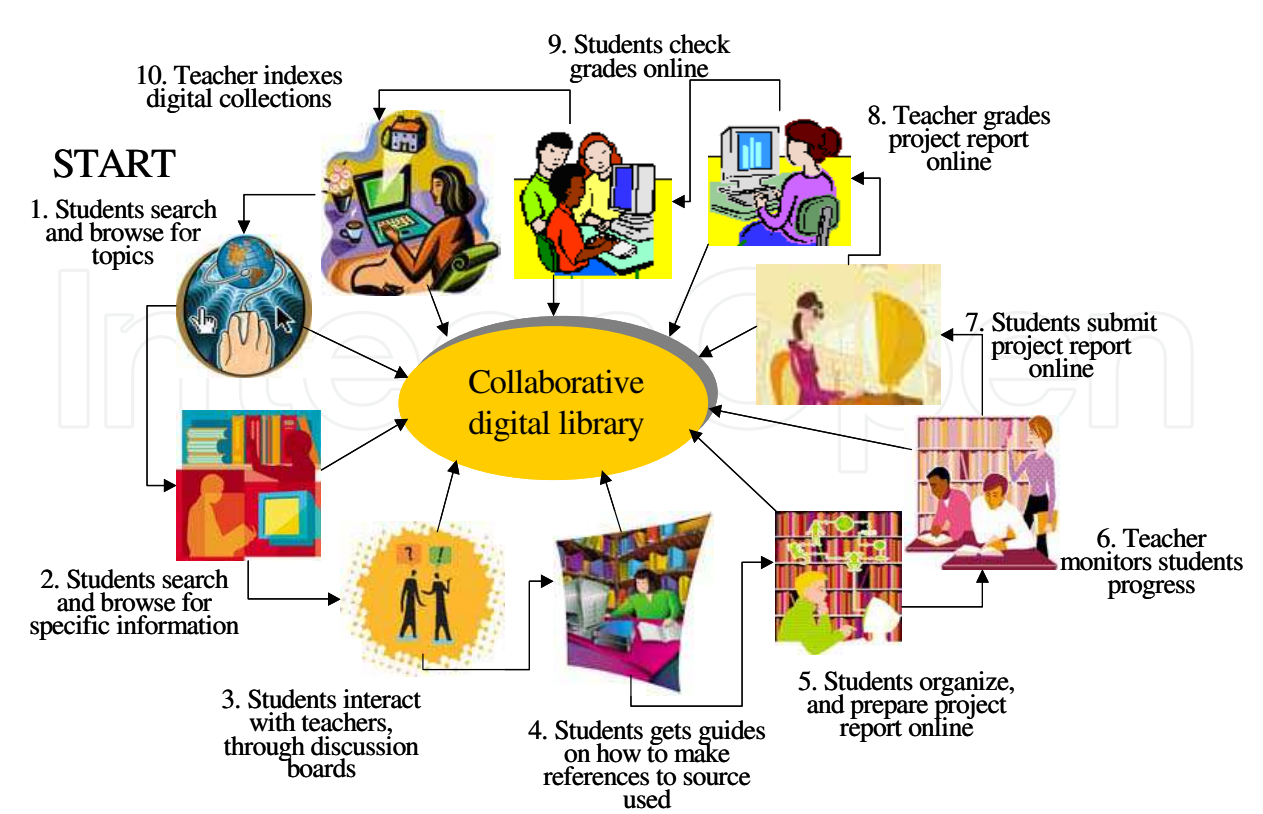 START
1. Students search
and browse for
topics
2. Students search
and browse for
specific information
3. Students interact
with teachers,
through discussion
boards
4. Students gets guides
on how to make
references to source
used
5. Students organize,
and prepare project
report online
6. Teacher
monitors students
progress
7. Students submit
project report
online
8. Teacher grades
project report
online
9. Students check
grades online
10. Teacher indexes
digital collections
Collaborative
digital library
? !
IntechOpen